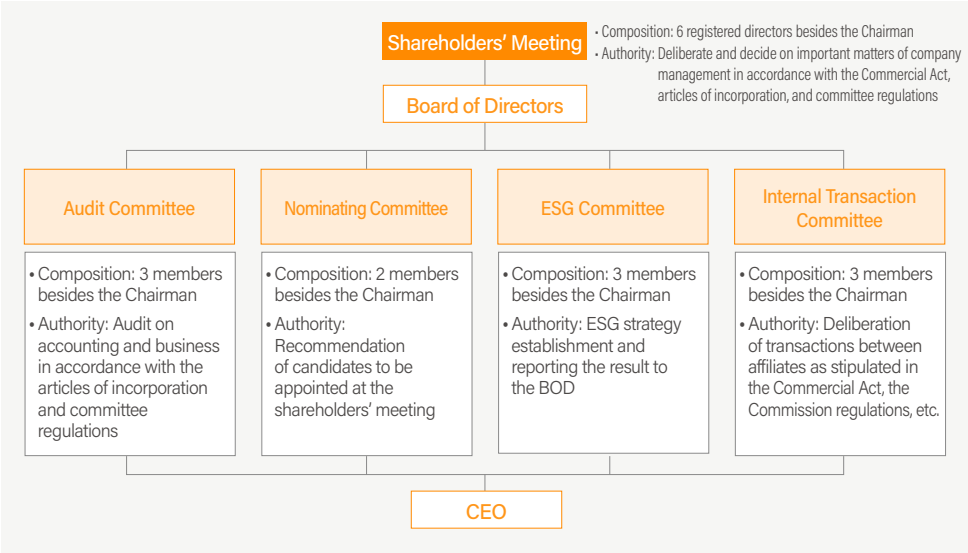 Shareholders’ Meeting
• Composition: 6 registered directors besides the Chairman
• Authority: Deliberate and decide on important matters of company
management in accordance with the Commercial Act,
articles of incorporation, and committee regulations
Board of Directors
Audit Committee
• Composition: 3 members
besides the Chairman
• Authority: Audit on
accounting and business
in accordance with the
articles of incorporation
and committee
regulations
Nominating Committee
• Composition: 2 members
besides the Chairman
• Authority:
Recommendation
of candidates to be
appointed at the
shareholders’ meeting
ESG Committee
• Composition: 3 members
besides the Chairman
• Authority: ESG strategy
establishment and
reporting the result to
the BOD
Internal Transaction
Committee
• Composition: 3 members
besides the Chairman
• Authority: Deliberation
of transactions between
affiliates as stipulated in
the Commercial Act, the
Commission regulations, etc.
CEO